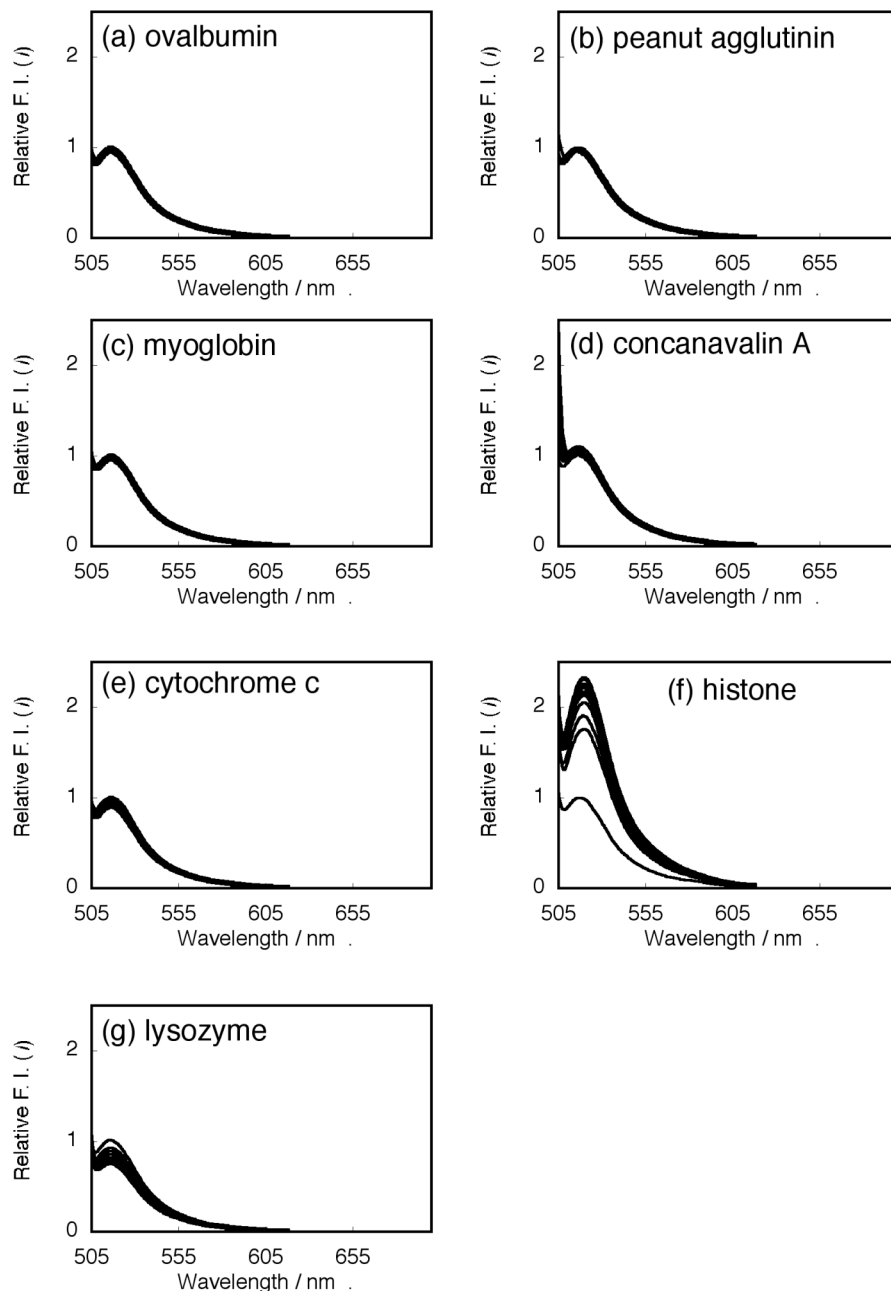 (a) ovalbumin
Relative F. I. (i)
2
1
0
505 555 605 655
Wavelength / nm .
(b) peanut agglutinin
Relative F. I. (i)
2
1
0
505 555 605 655
Wavelength / nm .
(c) myoglobin
Relative F. I. (i)
2
1
0
505 555 605 655
Wavelength / nm .
(d) concanavalin A
Relative F. I. (i)
2
1
0
505 555 605 655
Wavelength / nm .
(e) cytochrome c
Relative F. I. (i)
2
1
0
505 555 605 655
Wavelength / nm .
(f) histone
Relative F. I. (i)
2
1
0
505 555 605 655
Wavelength / nm .
(g) lysozyme
Relative F. I. (i)
2
1
0
505 555 605 655
Wavelength / nm .